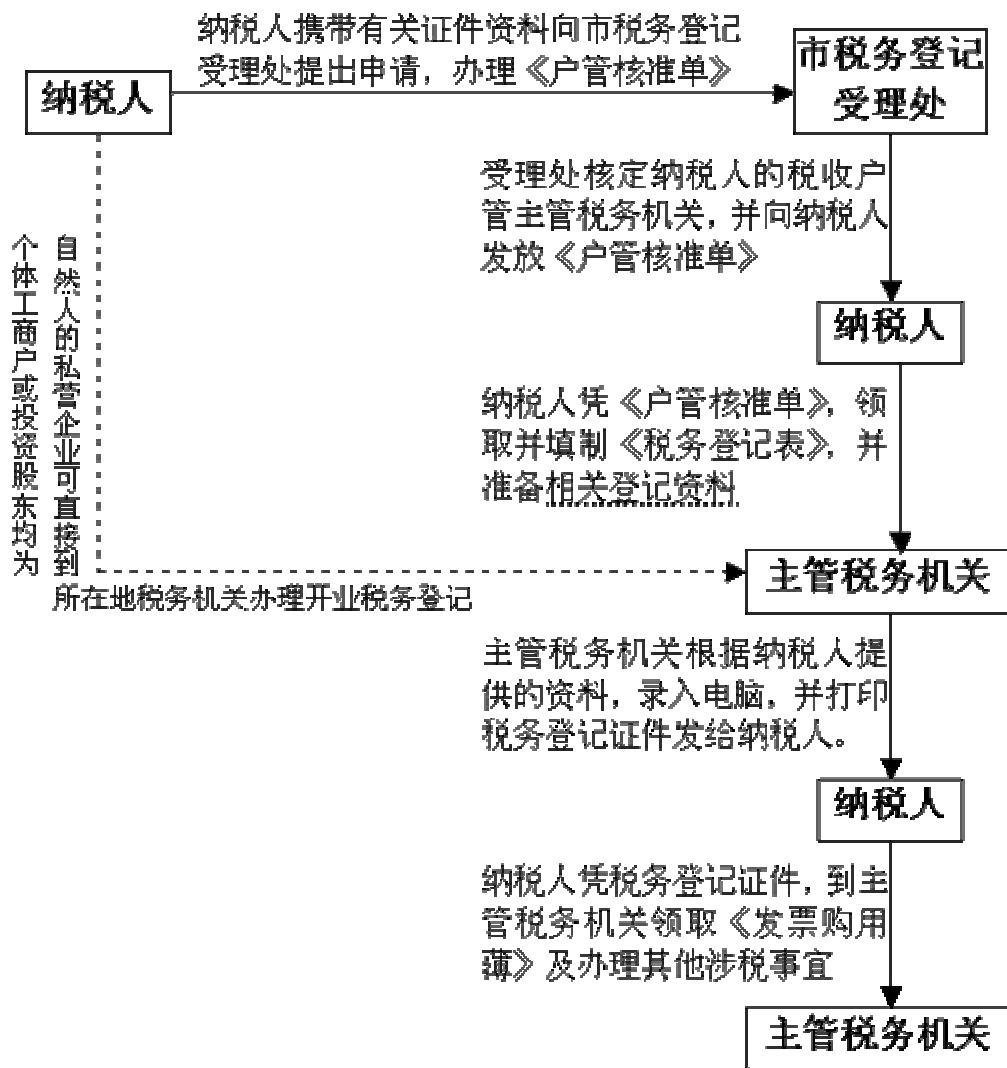 纳税人携带有关证件资料向市税务登记
受理处提出申请，办理《户管核准单》
纳税人
市税务登记
受理处
受理处核定纳税人的税收户
管主管税务机关，并向纳税人
发放《户管核准单》
个体工商户或投资股东均为
自然人的私营企业可直接到
所在地税务机关办理开业税务登记
纳税人
纳税人凭《户管核准单》，领
取并填制《税务登记表》，并
准备相关登记资料
主管税务机关
主管税务机关根据纳税人提
供的资料，录入电脑，并打印
税务登记证件发给纳税人。
纳税人
纳税人凭税务登记证件，到主
管税务机关领取《发票购用
薄》及办理其他涉税事宜
主管税务机关